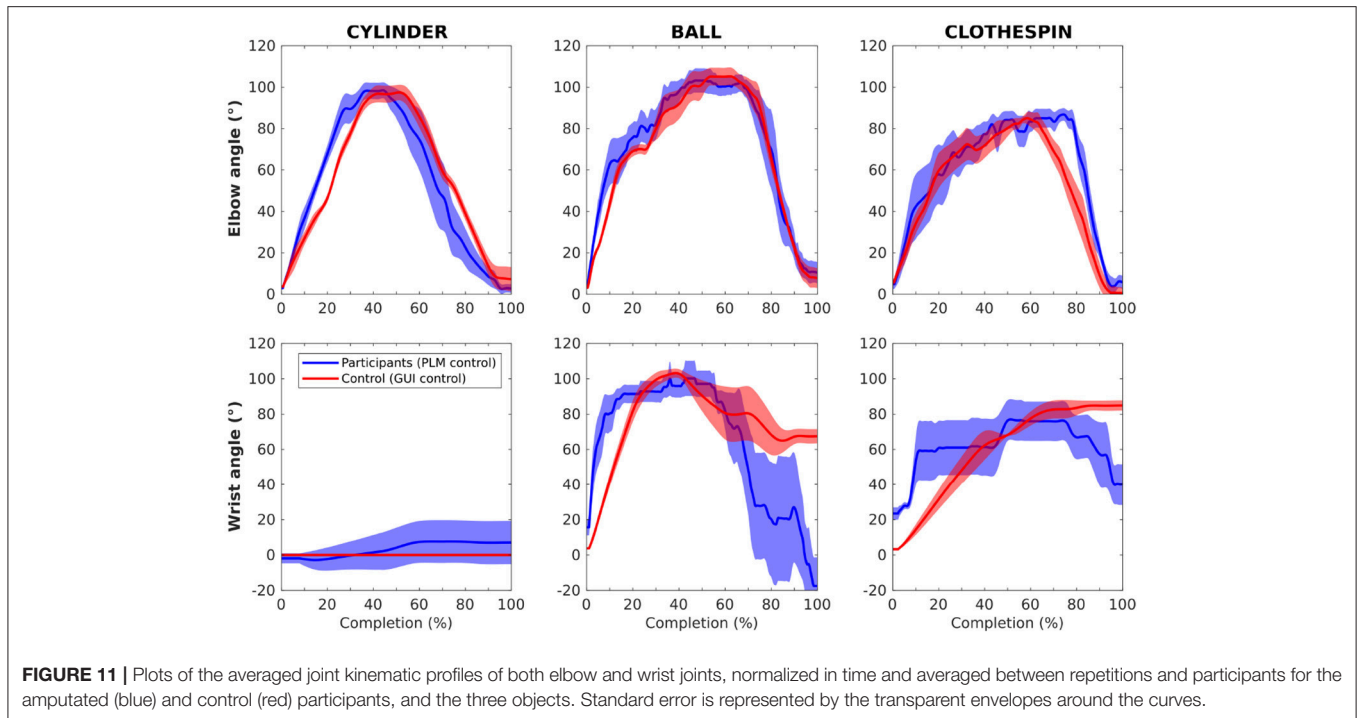 CYLINDER
BALL
CLOTHESPIN
Elbow angle (°)
120
100
80
60
40
20
0
0 20 40 60 80 100
120
100
80
60
40
20
0
0 20 40 60 80 100
120
100
80
60
40
20
0
0 20 40 60 80 100
Wrist angle (°)
120
100
80
60
40
20
0
-20
Participants (PLM control)
Control (GUI control)
0 20 40 60 80 100
Completion (%)
120
100
80
60
40
20
0
-20
0 20 40 60 80 100
Completion (%)
120
100
80
60
40
20
0
-20
0 20 40 60 80 100
Completion (%)
FIGURE 11 | Plots of the averaged joint kinematic profiles of both elbow and wrist joints, normalized in time and averaged between repetitions and participants for the
amputated (blue) and control (red) participants, and the three objects. Standard error is represented by the transparent envelopes around the curves.